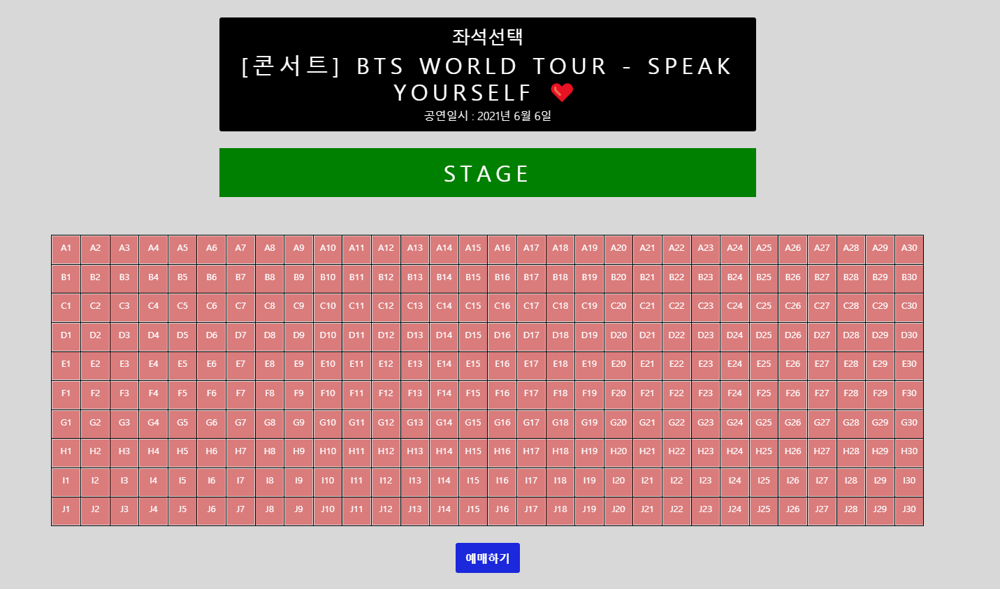 좌석선택
[콘서트] BTS WORLD TOUR - SPEAK
YOURSELF ❤
공연일시 : 2021년 6월 6일
STAGE
A1 A2 A3 A4 A5 A6 A7 A8 A9 A10 A11 A12 A13 A14 A15 A16 A17 A18 A19 A20 A21 A22 A23 A24 A25 A26 A27 A28 A29 A30
B1 B2 B3 B4 B5 B6 B7 B8 B9 B10 B11 B12 B13 B14 B15 B16 B17 B18 B19 B20 B21 B22 B23 B24 B25 B26 B27 B28 B29 B30
C1 C2 C3 C4 C5 C6 C7 C8 C9 C10 C11 C12 C13 C14 C15 C16 C17 C18 C19 C20 C21 C22 C23 C24 C25 C26 C27 C28 C29 C30
D1 D2 D3 D4 D5 D6 D7 D8 D9 D10 D11 D12 D13 D14 D15 D16 D17 D18 D19 D20 D21 D22 D23 D24 D25 D26 D27 D28 D29 D30
E1 E2 E3 E4 E5 E6 E7 E8 E9 E10 E11 E12 E13 E14 E15 E16 E17 E18 E19 E20 E21 E22 E23 E24 E25 E26 E27 E28 E29 E30
F1 F2 F3 F4 F5 F6 F7 F8 F9 F10 F11 F12 F13 F14 F15 F16 F17 F18 F19 F20 F21 F22 F23 F24 F25 F26 F27 F28 F29 F30
G1 G2 G3 G4 G5 G6 G7 G8 G9 G10 G11 G12 G13 G14 G15 G16 G17 G18 G19 G20 G21 G22 G23 G24 G25 G26 G27 G28 G29 G30
H1 H2 H3 H4 H5 H6 H7 H8 H9 H10 H11 H12 H13 H14 H15 H16 H17 H18 H19 H20 H21 H22 H23 H24 H25 H26 H27 H28 H29 H30
I1 I2 I3 I4 I5 I6 I7 I8 I9 I10 I11 I12 I13 I14 I15 I16 I17 I18 I19 I20 I21 I22 I23 I24 I25 I26 I27 I28 I29 I30
J1 J2 J3 J4 J5 J6 J7 J8 J9 J10 J11 J12 J13 J14 J15 J16 J17 J18 J19 J20 J21 J22 J23 J24 J25 J26 J27 J28 J29 J30
예매하기